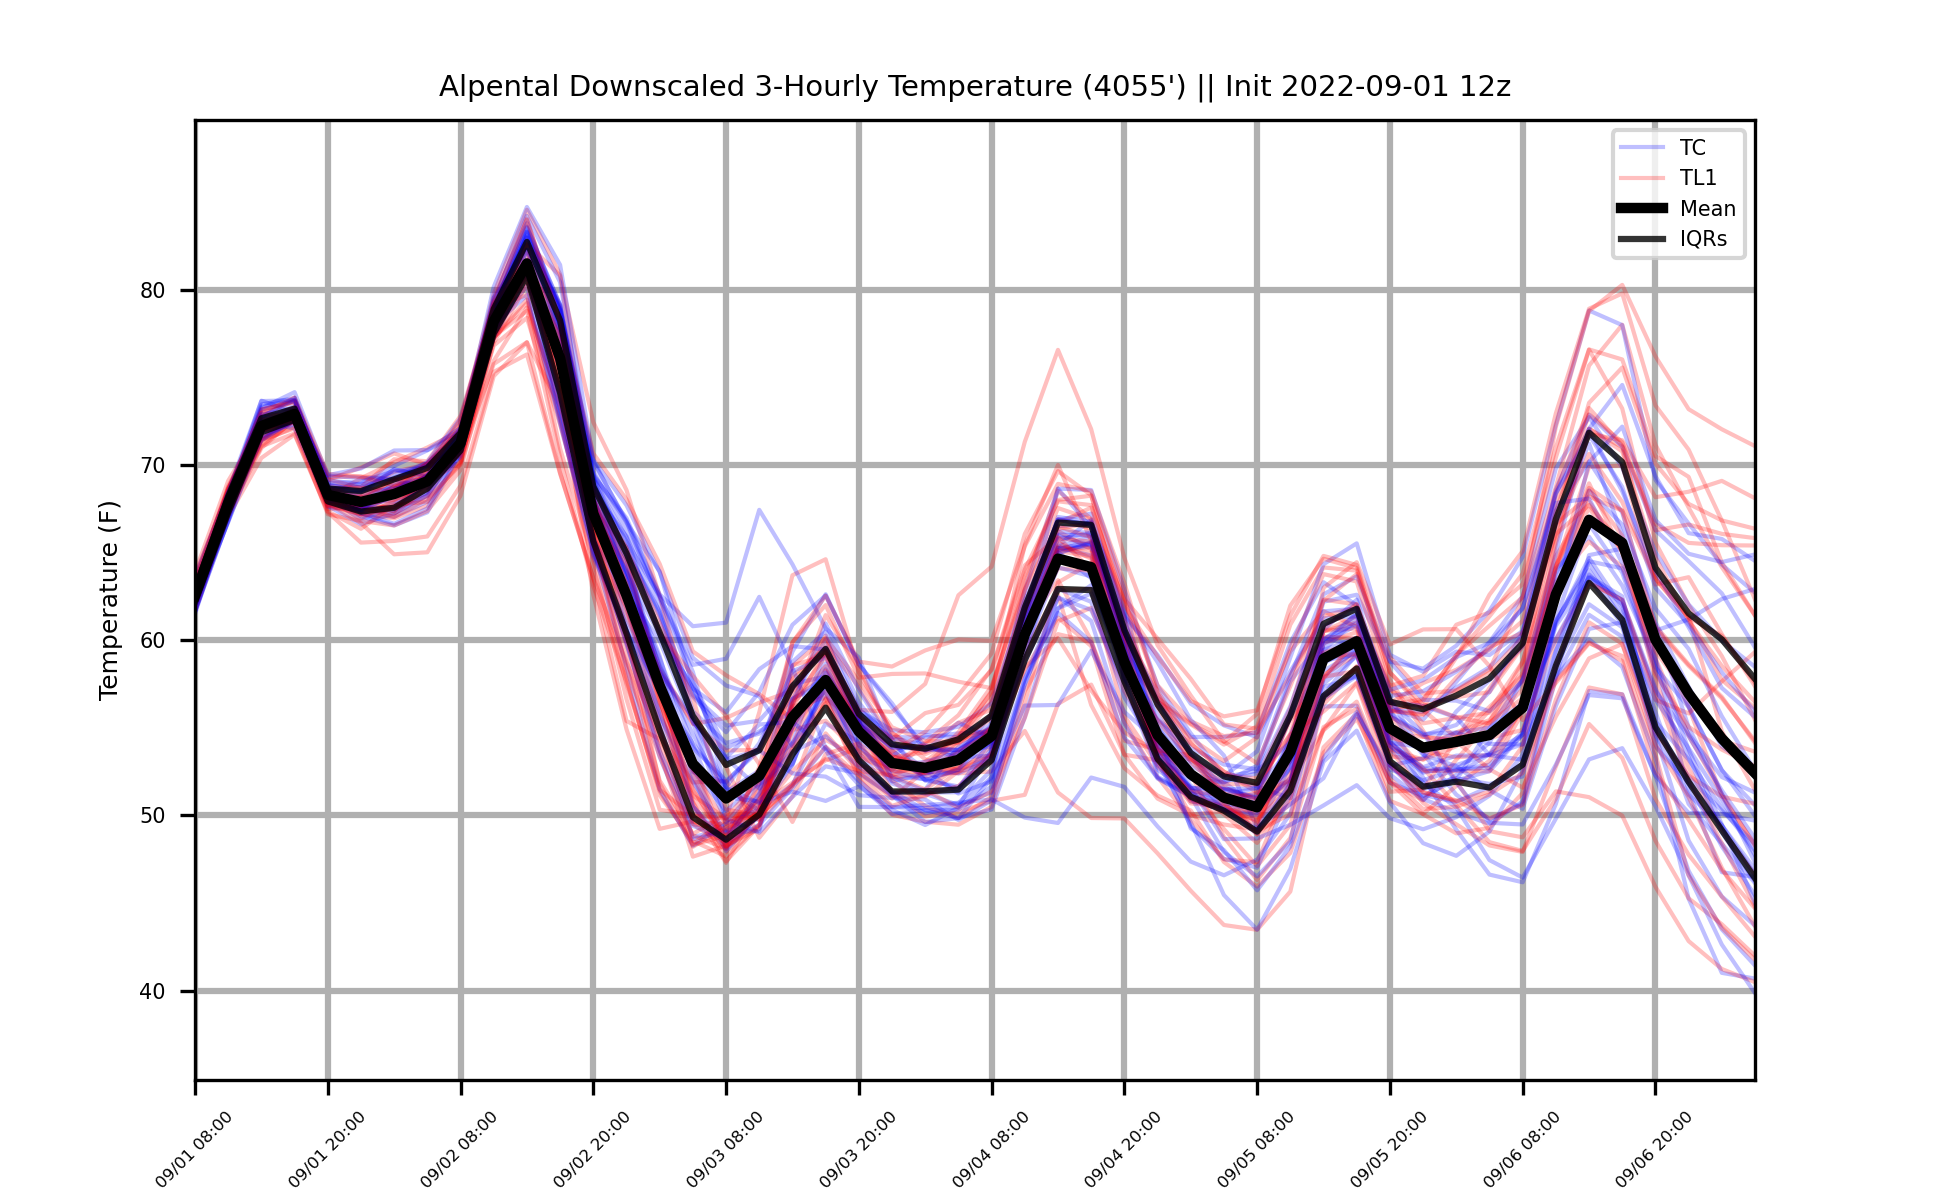 Alpental Downscaled 3-Hourly Temperature (4055') || Init 2022-09-01 12z
TC
TL1
Mean
IQRs
Temperature (F)
80
70
60
50
40
09/01 08:00
09/01 20:00
09/02 08:00
09/02 20:00
09/03 08:00
09/03 20:00
09/04 08:00
09/04 20:00
09/05 08:00
09/05 20:00
09/06 08:00
09/06 20:00